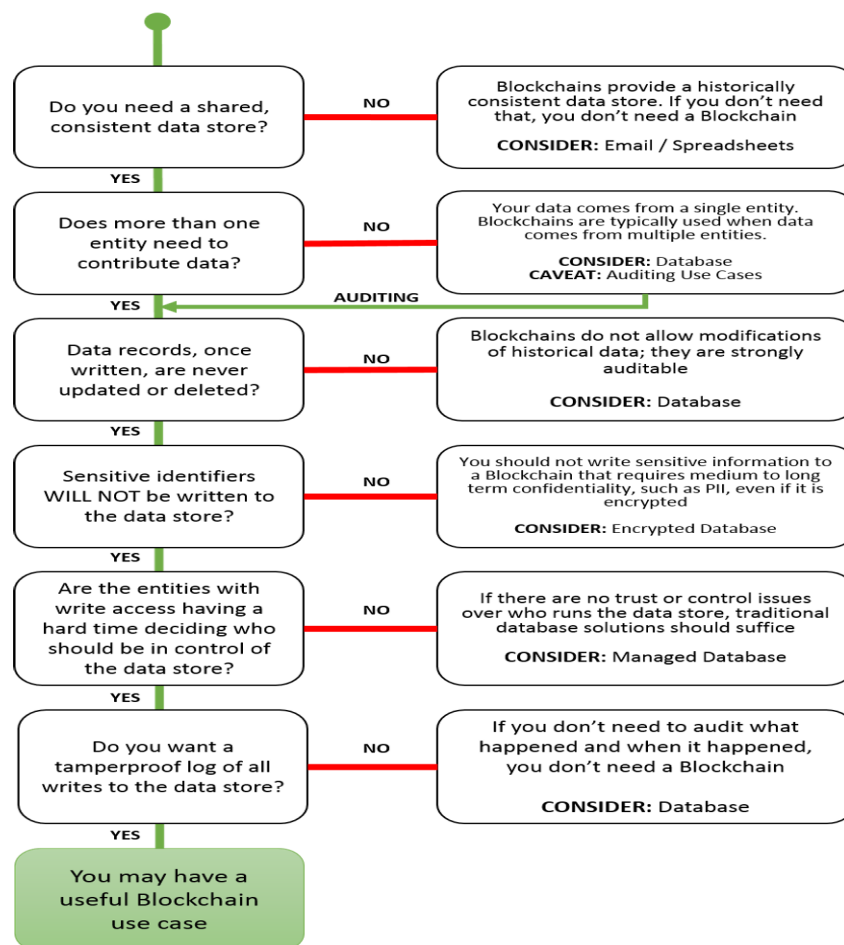 Do you need a shared,
consistent data store?
NO
Blockchains provide a historically
consistent data store. If you don’t need
that, you don’t need a Blockchain
CONSIDER: Email / Spreadsheets
YES
Does more than one
entity need to
contribute data?
NO
Your data comes from a single entity.
Blockchains are typically used when data
comes from multiple entities.
CONSIDER: Database
CAVEAT: Auditing Use Cases
YES
AUDITING
Data records, once
written, are never
updated or deleted?
NO
Blockchains do not allow modifications
of historical data; they are strongly
auditable
CONSIDER: Database
YES
Sensitive identifiers
WILL NOT be written to
the data store?
NO
You should not write sensitive information to
a Blockchain that requires medium to long
term confidentiality, such as PII, even if it is
encrypted
CONSIDER: Encrypted Database
YES
Are the entities with
write access having a
hard time deciding who
should be in control of
the data store?
NO
If there are no trust or control issues
over who runs the data store, traditional
database solutions should suffice
CONSIDER: Managed Database
YES
Do you want a
tamperproof log of all
writes to the data store?
NO
If you don’t need to audit what
happened and when it happened,
you don’t need a Blockchain
CONSIDER: Database
YES
You may have a
useful Blockchain
use case